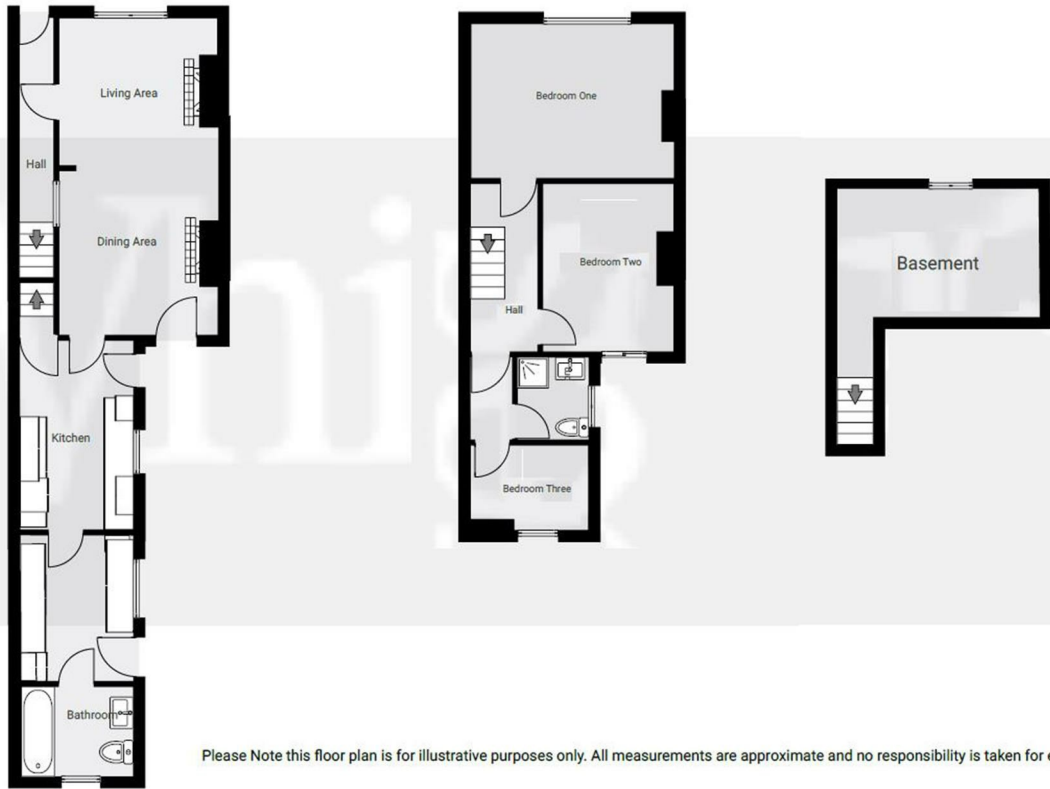 Living Area
Hall
Dining Area
Kitchen
Bathroom
Bedroom One
Bedroom Two
Hall
Bedroom Three
Basement
Please Note this floor plan is for illustrative purposes only. All measurements are approximate and no responsibility is taken for